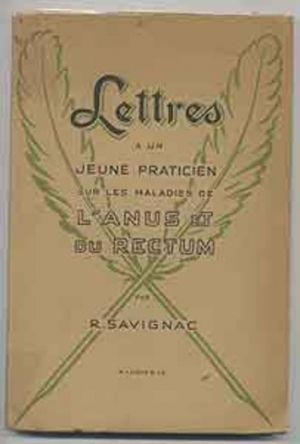 Lettres
A UN
JEUNE PRATICIEN
SUR LES MALADIES DE
L'ANUS ET
DU RECTUM
PAR
R. SAVIGNAC